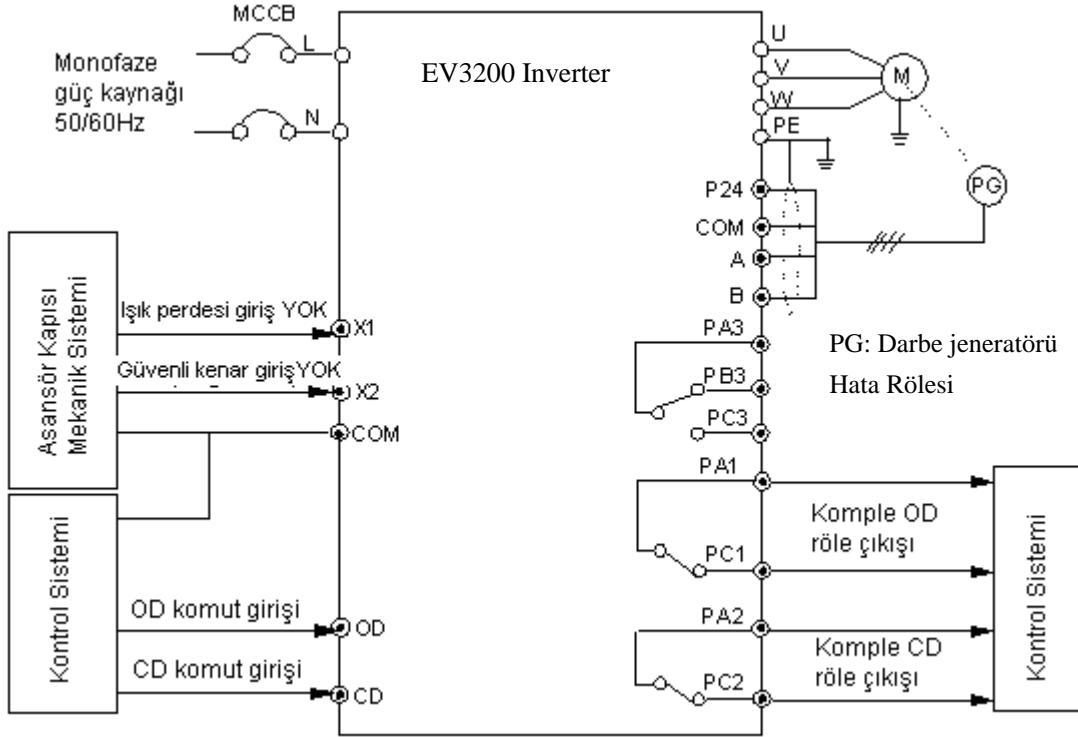 MCCB
L
Monofaze
güç kaynağı
50/60Hz
N
EV3200 Inverter
U
V
W
PE
M
PG
P24
COM
A
B
Asansör Kapısı
Mekanik Sistemi
Işık perdesi giriş YOK
X1
Güvenli kenar giriş YOK
X2
COM
PA3
PB3
PC3
PG: Darbe jeneratörü
Hata Rölesi
PA1
Komple OD
röle çıkışı
PC1
Kontrol Sistemi
OD komut girişi
OD
CD komut girişi
CD
PA2
Komple CD
röle çıkışı
PC2
Kontrol Sistemi